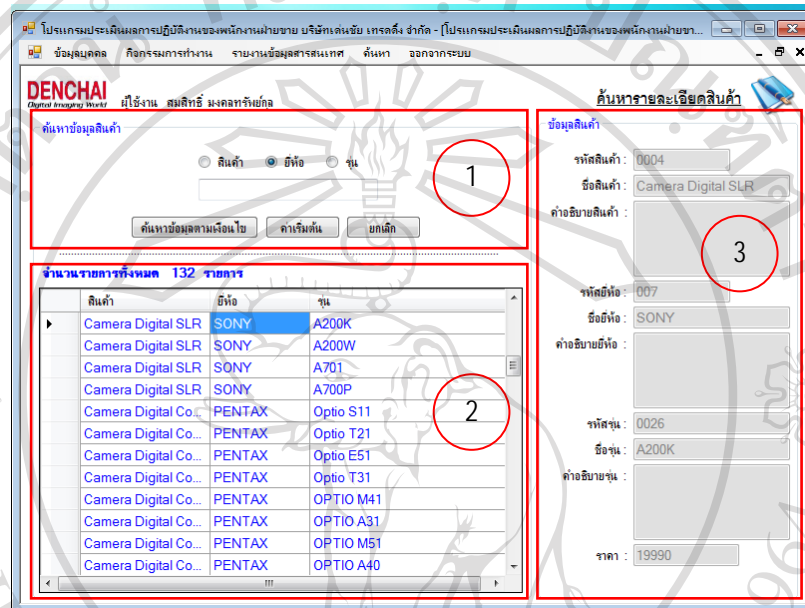 โปรแกรมประเมินผลการปฏิบัติงานของพนักงานฝ่ายขาย บริษัทเด่นชัย เทรดดิ้ง จำกัด - [โปรแกรมประเมินผลการปฏิบัติงานของพนักงานฝ่ายขา...
ข้อมูลบุคคล กิจกรรมการทำงาน รายงานข้อมูลสารสนเทศ ค้นหา ออกจากระบบ
DENCHAI
Digital Imaging World
ผู้ใช้งาน สมสิทธิ์ มงคลทรัพย์กุล
ค้นหารายละเอียดสินค้า
ค้นหาข้อมูลสินค้า
สินค้า ยี่ห้อ รุ่น
1
ค้นหาข้อมูลตามเงื่อนไข ค่าเริ่มต้น ยกเลิก
จำนวนรายการทั้งหมด 132 รายการ
สินค้า ยี่ห้อ รุ่น
Camera Digital SLR SONY A200K
Camera Digital SLR SONY A200W
Camera Digital SLR SONY A701
Camera Digital SLR SONY A700P
Camera Digital Co... PENTAX Optio S11
Camera Digital Co... PENTAX Optio T21
Camera Digital Co... PENTAX Optio E51
Camera Digital Co... PENTAX Optio T31
Camera Digital Co... PENTAX OPTIO M41
Camera Digital Co... PENTAX OPTIO A31
Camera Digital Co... PENTAX OPTIO M51
Camera Digital Co... PENTAX OPTIO A40
2
ข้อมูลสินค้า
รหัสสินค้า : 0004
ชื่อสินค้า : Camera Digital SLR
คำอธิบายสินค้า :
3
รหัสยี่ห้อ : 007
ชื่อยี่ห้อ : SONY
คำอธิบายยี่ห้อ :
รหัสรุ่น : 0026
ชื่อรุ่น : A200K
คำอธิบายรุ่น :
ราคา : 19990